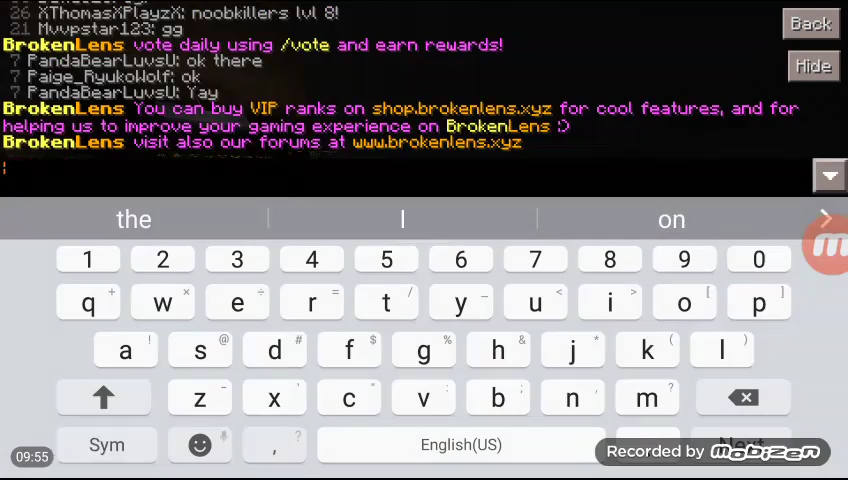 26 XThomasXPlayzX: noobkillers lvl 8!
21 Mvvpstar123: gg
BrokenLens vote daily using /vote and earn rewards!
7 PandaBearLuvsU: ok there
7 Paige_RyukoWolf: ok
7 PandaBearLuvsU: Yay
BrokenLens You can buy VIP ranks on shop.brokenlens.xyz for cool features, and for
helping us to improve your gaming experience on BrokenLens :)
BrokenLens visit also our forums at www.brokenlens.xyz
Back
Hide
the I on
1 2 3 4 5 6 7 8 9 0
q + w × e ÷ r = t / y _ u < i > o [ p ]
a ! s @ d # f $ g % h & j * k ( l )
z - x ' c " v : b ; n , m ?
Sym , ? English(US) Next
09:55
Recorded by mobizen